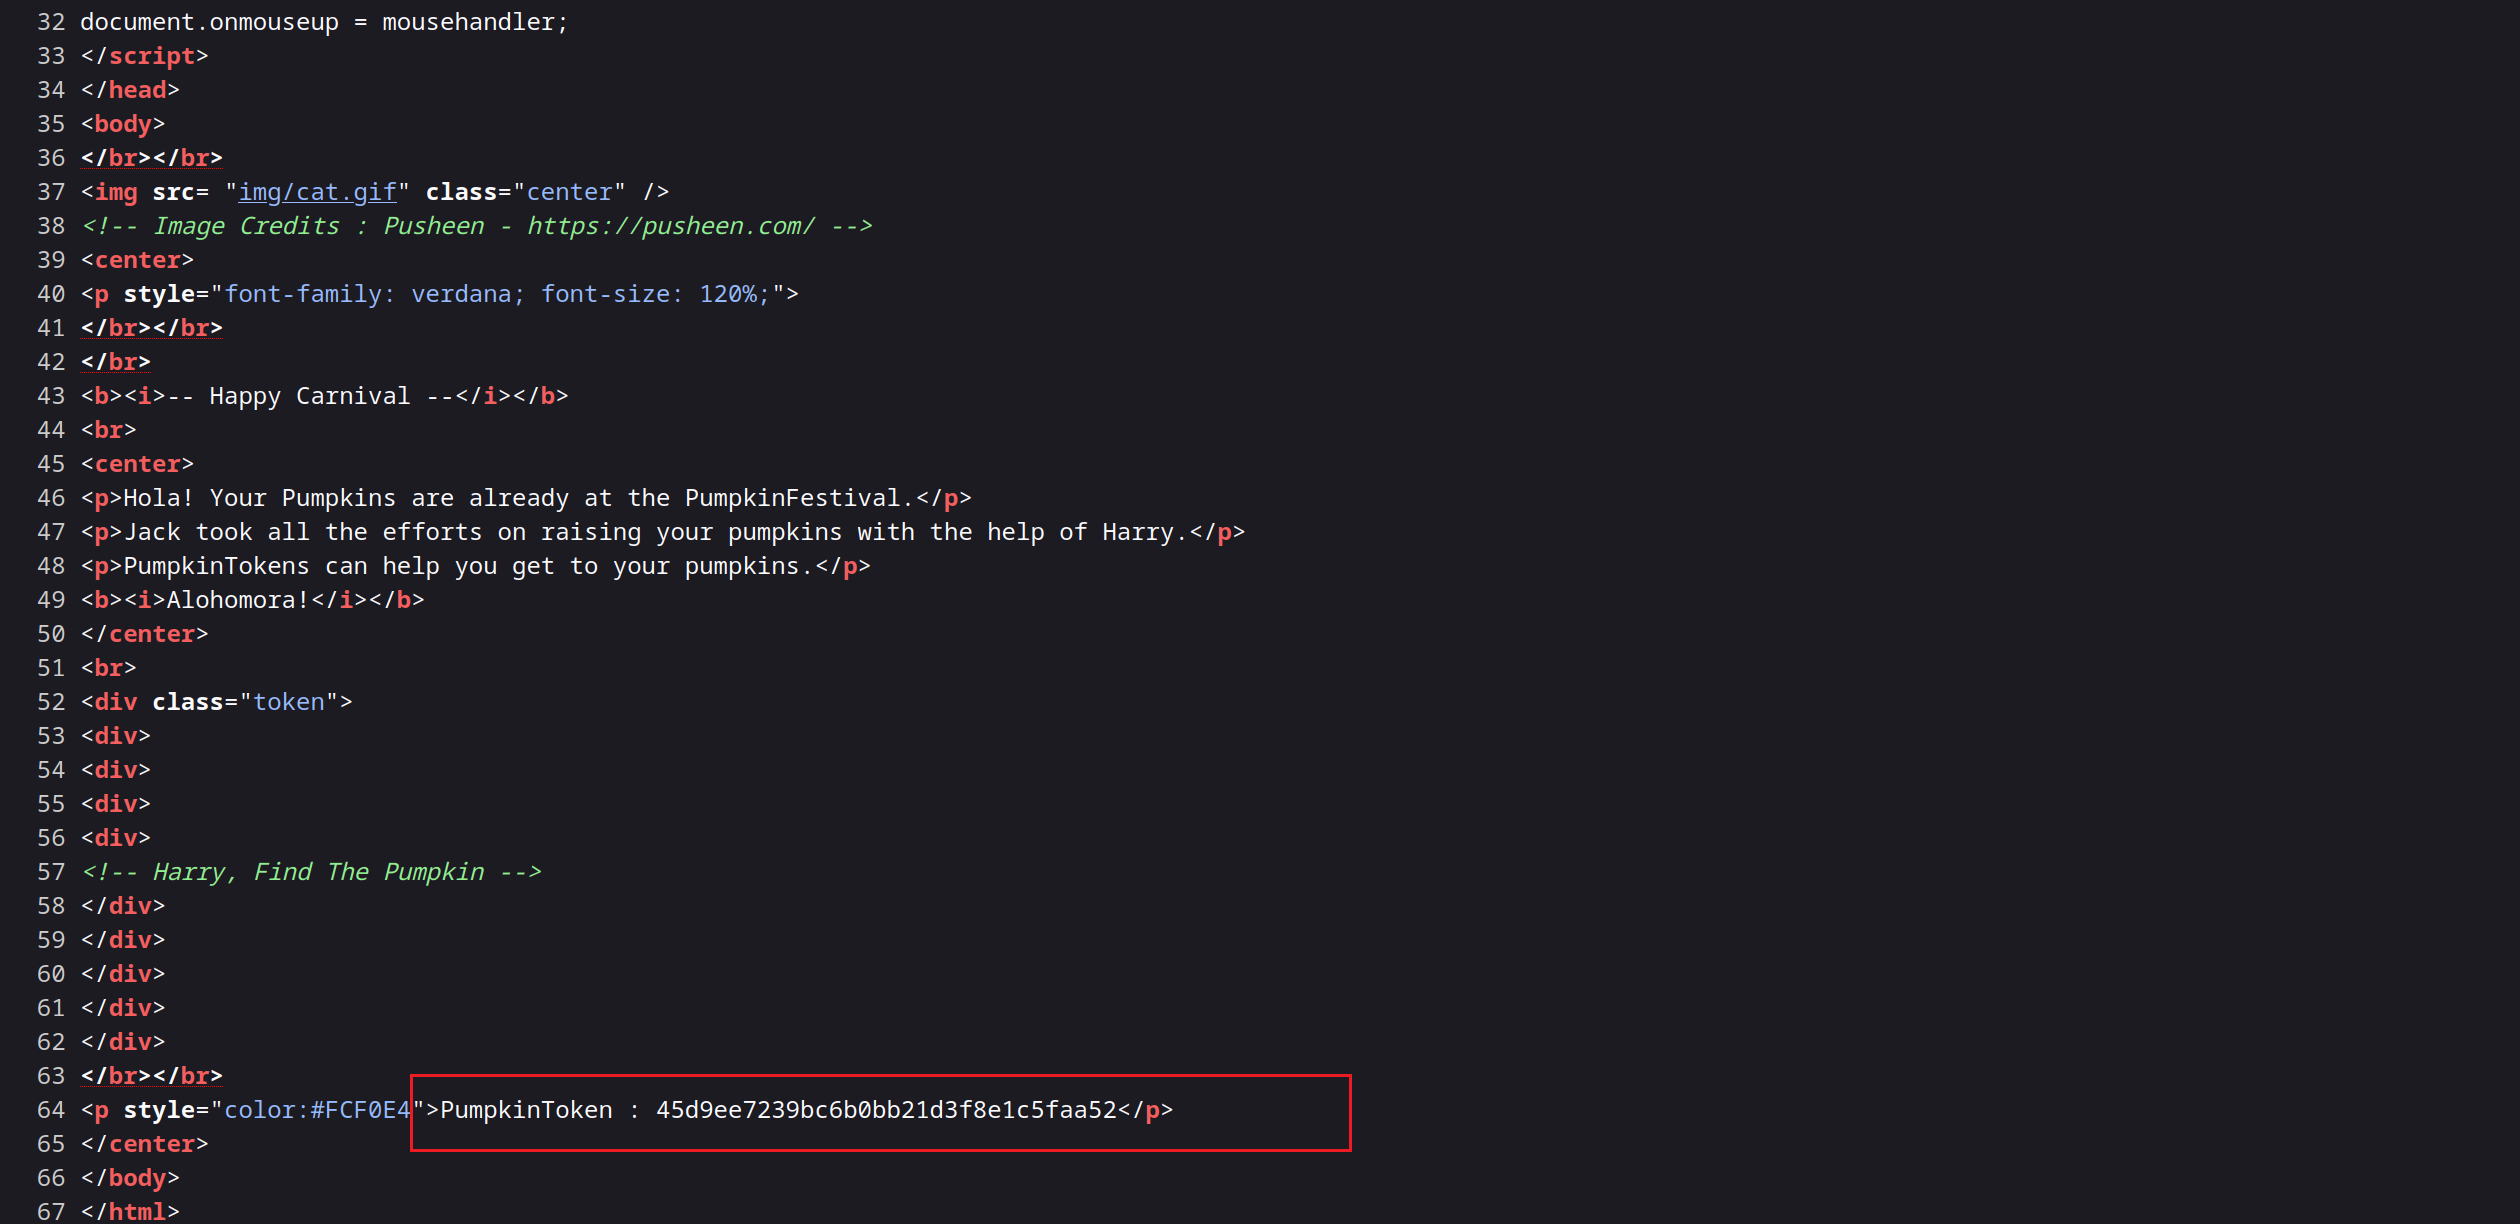 32 document.onmouseup = mousehandler;
33 </script>
34 </head>
35 <body>
36 </br></br>
37 <img src= "img/cat.gif" class="center" />
38 <!-- Image Credits : Pusheen - https://pusheen.com/ -->
39 <center>
40 <p style="font-family: verdana; font-size: 120%;">
41 </br></br>
42 </br>
43 <b><i>-- Happy Carnival --</i></b>
44 <br>
45 <center>
46 <p>Hola! Your Pumpkins are already at the PumpkinFestival.</p>
47 <p>Jack took all the efforts on raising your pumpkins with the help of Harry.</p>
48 <p>PumpkinTokens can help you get to your pumpkins.</p>
49 <b><i>Alohomora!</i></b>
50 </center>
51 <br>
52 <div class="token">
53 <div>
54 <div>
55 <div>
56 <div>
57 <!-- Harry, Find The Pumpkin -->
58 </div>
59 </div>
60 </div>
61 </div>
62 </div>
63 </br></br>
64 <p style="color:#FCF0E4">PumpkinToken : 45d9ee7239bc6b0bb21d3f8e1c5faa52</p>
65 </center>
66 </body>
67 </html>